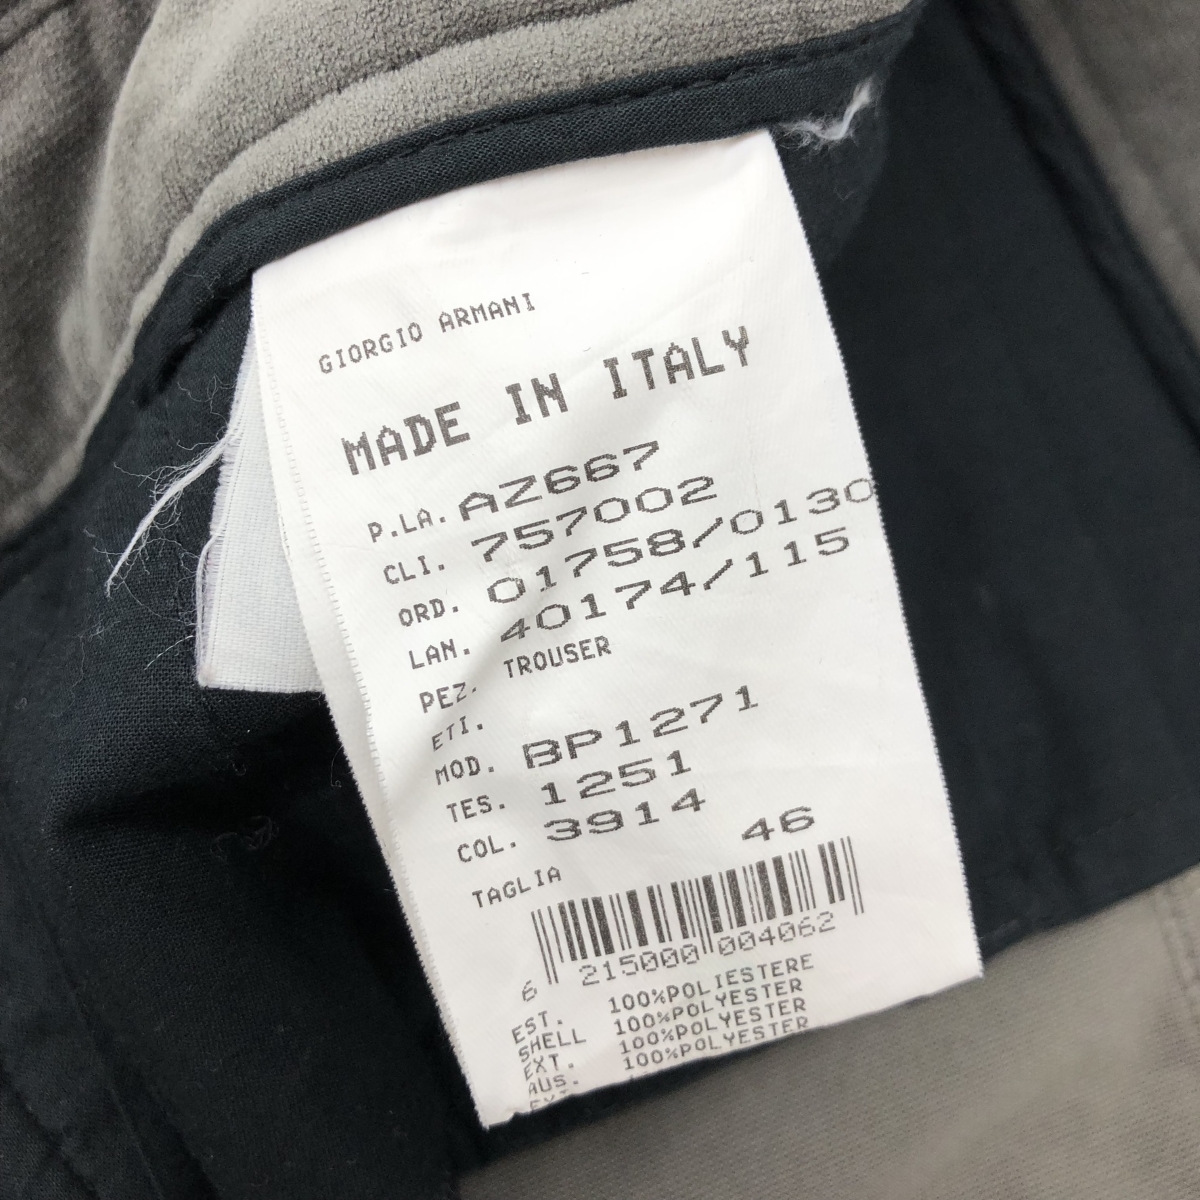 GIORGIO ARMANI
MADE IN ITALY
P.LA. AZ667
CLI. 757002
ORD. 01758/0130
LAN. 40174/115
PEZ. TROUSER
ETI.
MOD. BP1271
TES. 1251
COL. 3914
TAGLIA 46
6 215000 004062
EST. 100%POLIESTERE
SHELL 100%POLYESTER
EXT. 100%POLYESTER
AUS. 100%POLYESTER